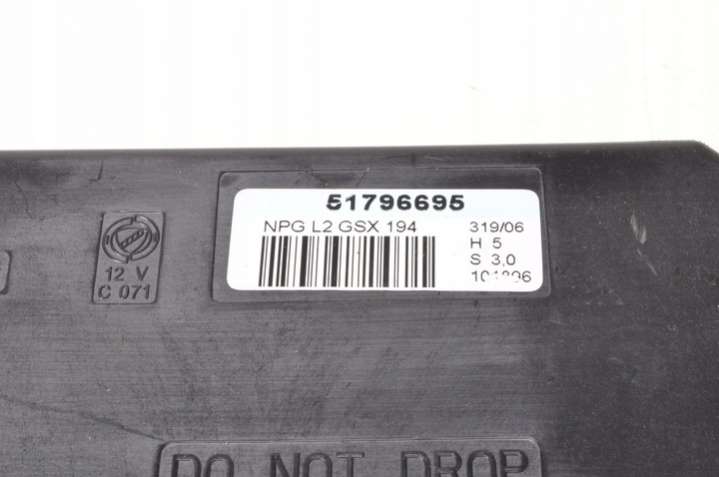 51796695
NPG L2 GSX 194
319/06
H 5
S 3,0
12 V
C 071
DO NOT DROP